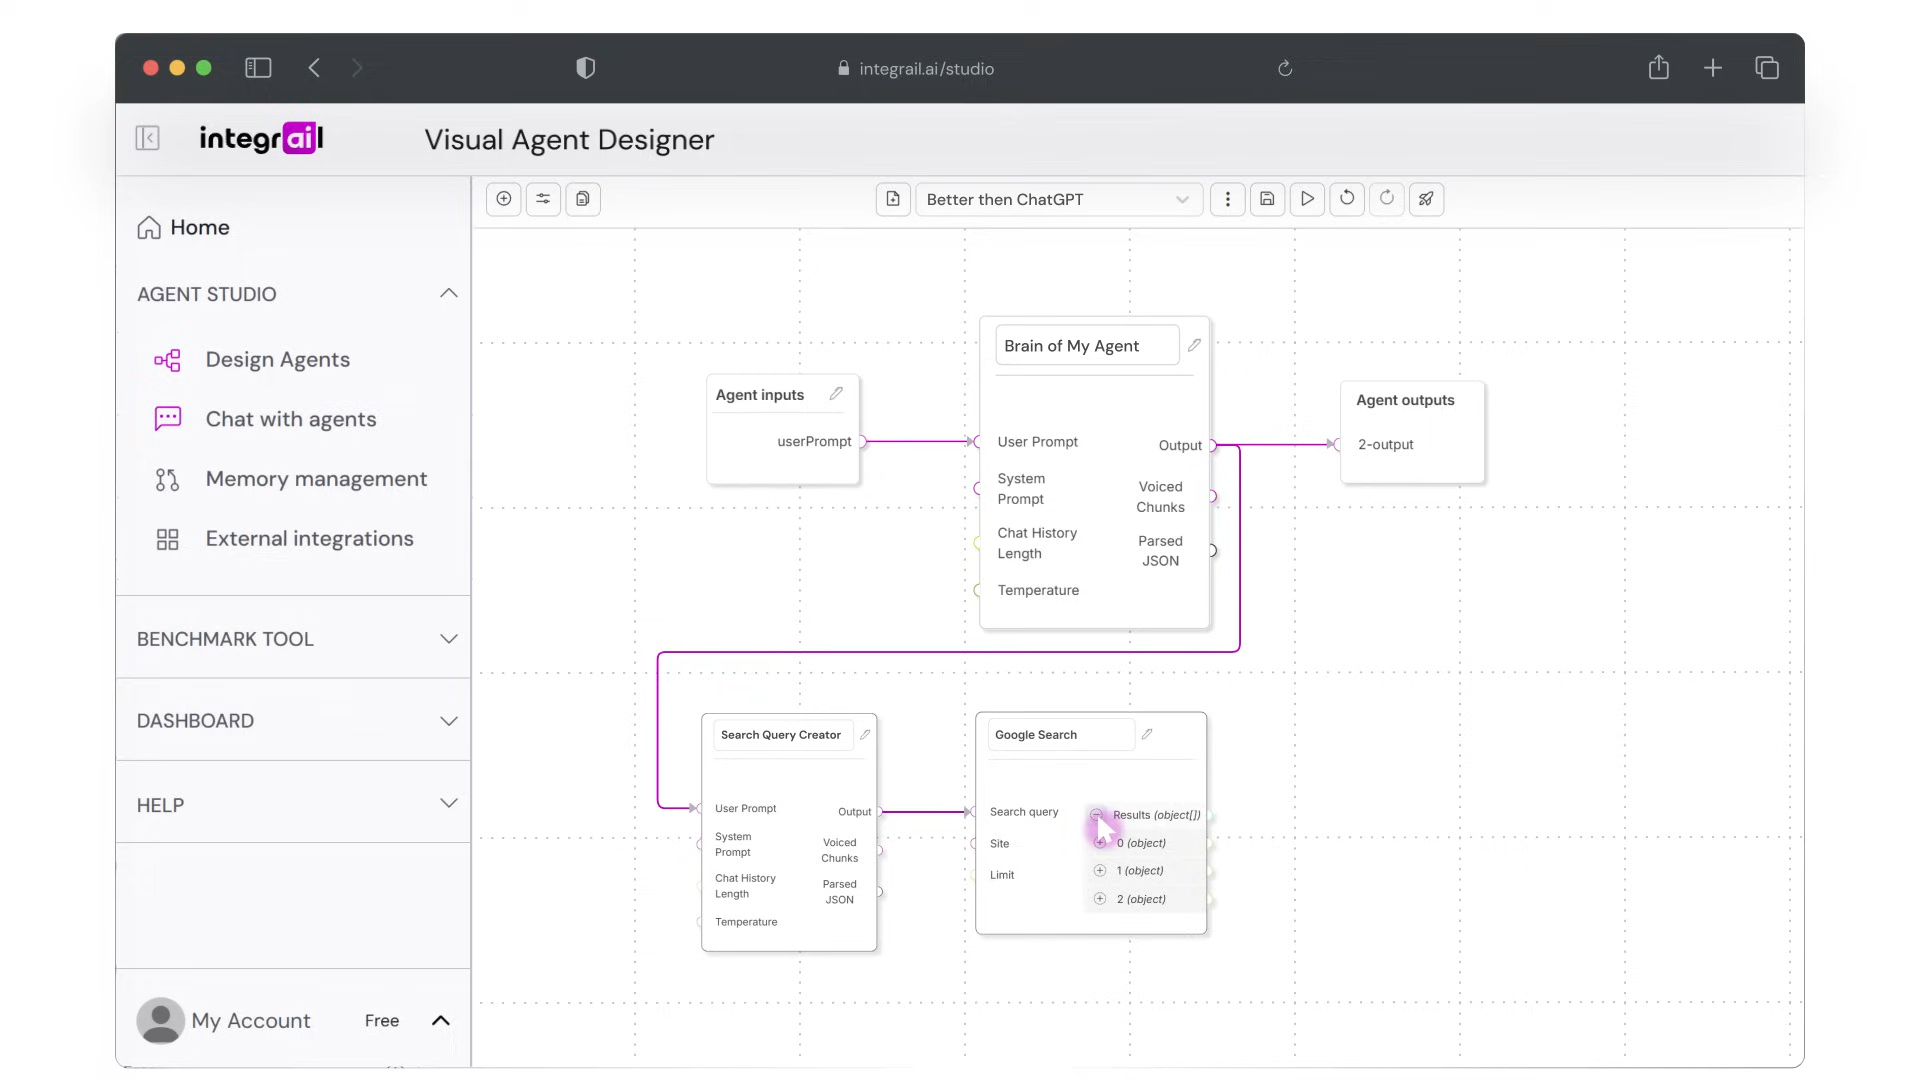 integrail.ai/studio
integrail
Visual Agent Designer
Better then ChatGPT
Home
AGENT STUDIO
Design Agents
Chat with agents
Memory management
External integrations
BENCHMARK TOOL
DASHBOARD
HELP
My Account
Free
Agent inputs
userPrompt
Brain of My Agent
User Prompt
Output
System
Prompt
Voiced
Chunks
Chat History
Length
Parsed
JSON
Temperature
Agent outputs
2-output
Search Query Creator
User Prompt
Output
System
Prompt
Voiced
Chunks
Chat History
Length
Parsed
JSON
Temperature
Google Search
Search query
Results (object[])
Site
0 (object)
Limit
1 (object)
2 (object)